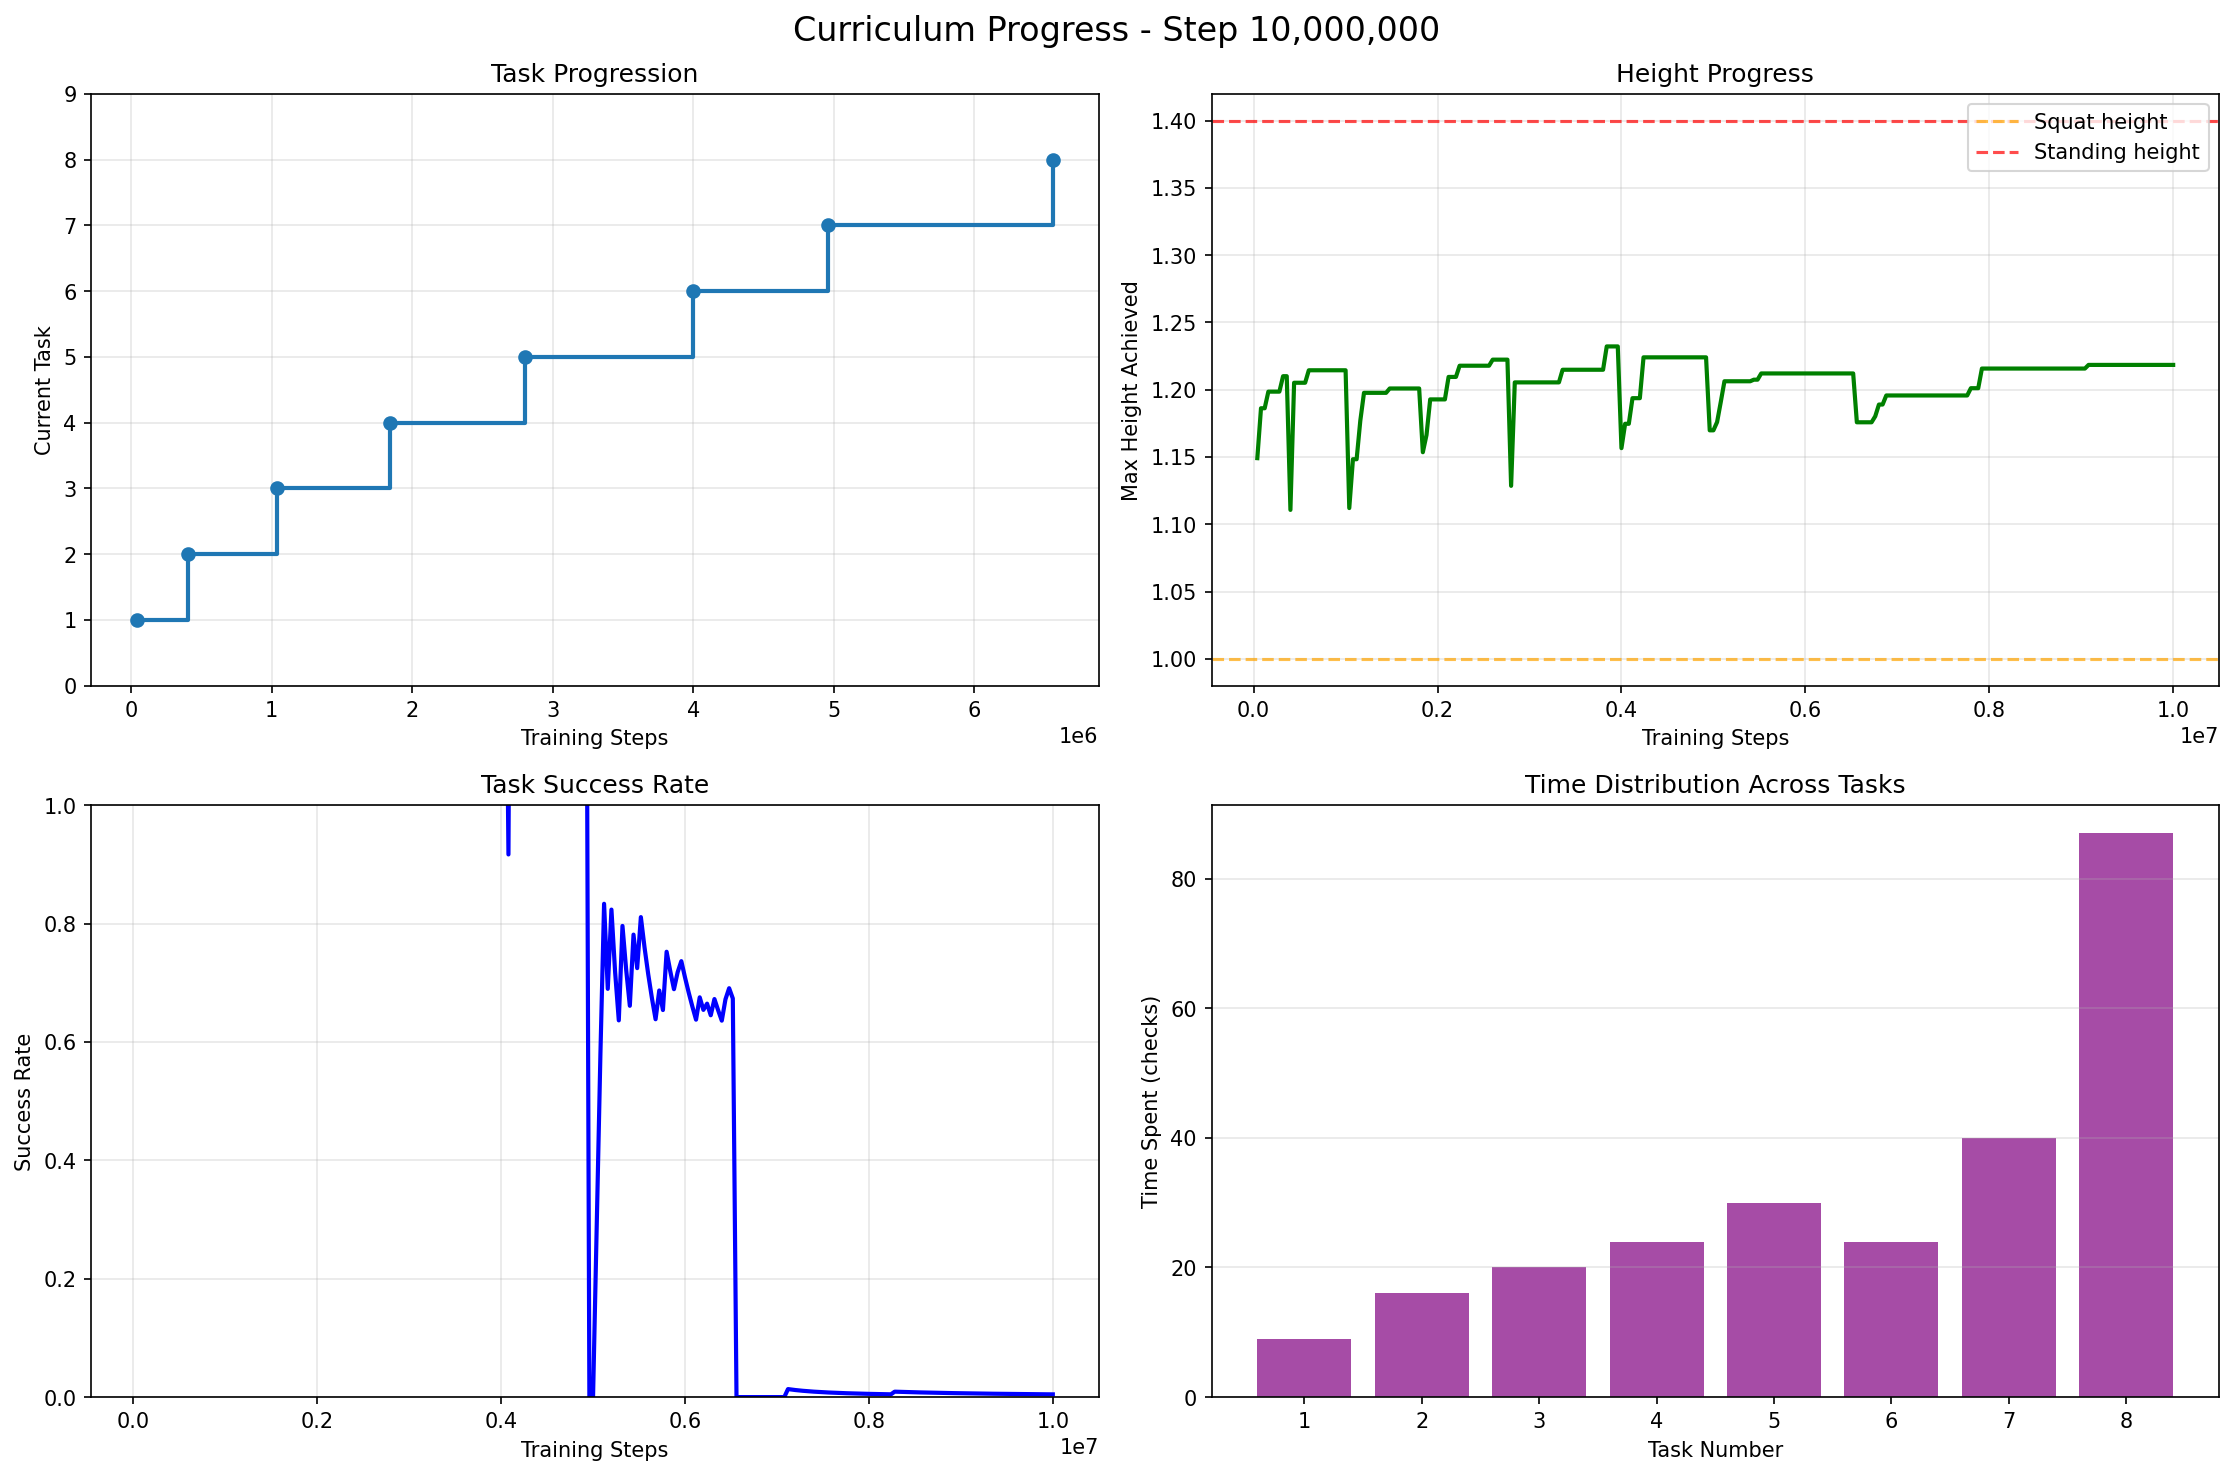 Curriculum Progress - Step 10,000,000
Task Progression
9
8
7
6
5
4
3
2
1
0
Current Task
0 1 2 3 4 5 6
1e6
Training Steps
Height Progress
1.40
1.35
1.30
1.25
1.20
1.15
1.10
1.05
1.00
Max Height Achieved
Squat height
Standing height
0.0 0.2 0.4 0.6 0.8 1.0
1e7
Training Steps
Task Success Rate
1.0
0.8
0.6
0.4
0.2
0.0
Success Rate
0.0 0.2 0.4 0.6 0.8 1.0
1e7
Training Steps
Time Distribution Across Tasks
80
60
40
20
0
Time Spent (checks)
1 2 3 4 5 6 7 8
Task Number